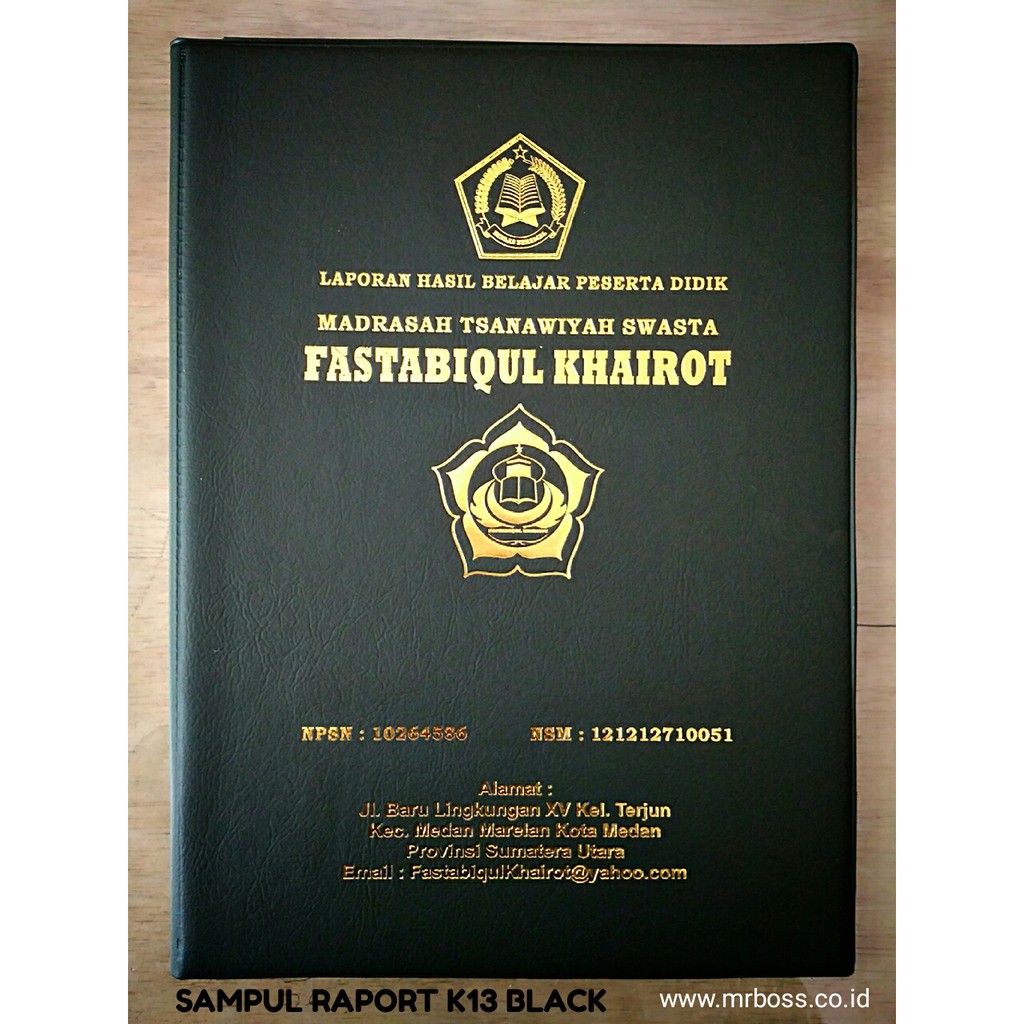 IKHLAS BERAMAL
LAPORAN HASIL BELAJAR PESERTA DIDIK
MADRASAH TSANAWIYAH SWASTA
FASTABIQUL KHAIROT
NPSN : 10264586 NSM : 121212710051
Alamat :
Jl. Baru Lingkungan XV Kel. Terjun
Kec. Medan Marelan Kota Medan
Provinsi Sumatera Utara
Email : FastabiqulKhairot@yahoo.com
SAMPUL RAPORT K13 BLACK www.mrboss.co.id